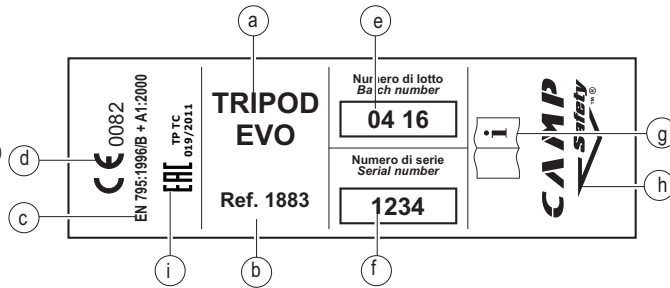 a
e
CE 0082
EN 795:1996/B + A1:2000
EAC
TP TC
019/2011
TRIPOD
EVO
Ref. 1883
Numero di lotto
Batch number
04 16
Numero di serie
Serial number
1234
i
CAMP
Safety
™ ®
d
c
i
b
f
g
h